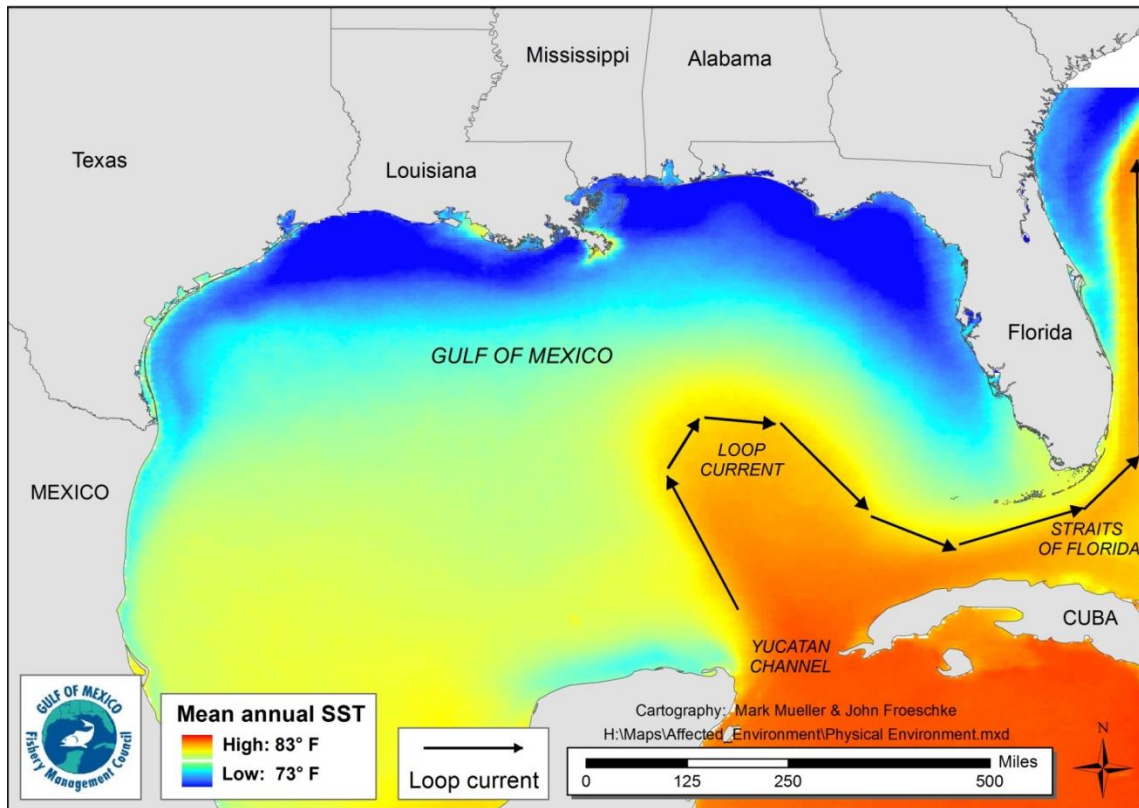 Mississippi
Alabama
Texas
Louisiana
GULF OF MEXICO
Florida
LOOP
CURRENT
MEXICO
STRAITS
OF FLORIDA
CUBA
YUCATAN
CHANNEL
GULF OF MEXICO
Fishery Management Council
Mean annual SST
High: 83° F
Low: 73° F
Loop current
Cartography: Mark Mueller & John Froeschke
H:\Maps\Affected_Environment\Physical Environment.mxd
Miles
0 125 250 500
N